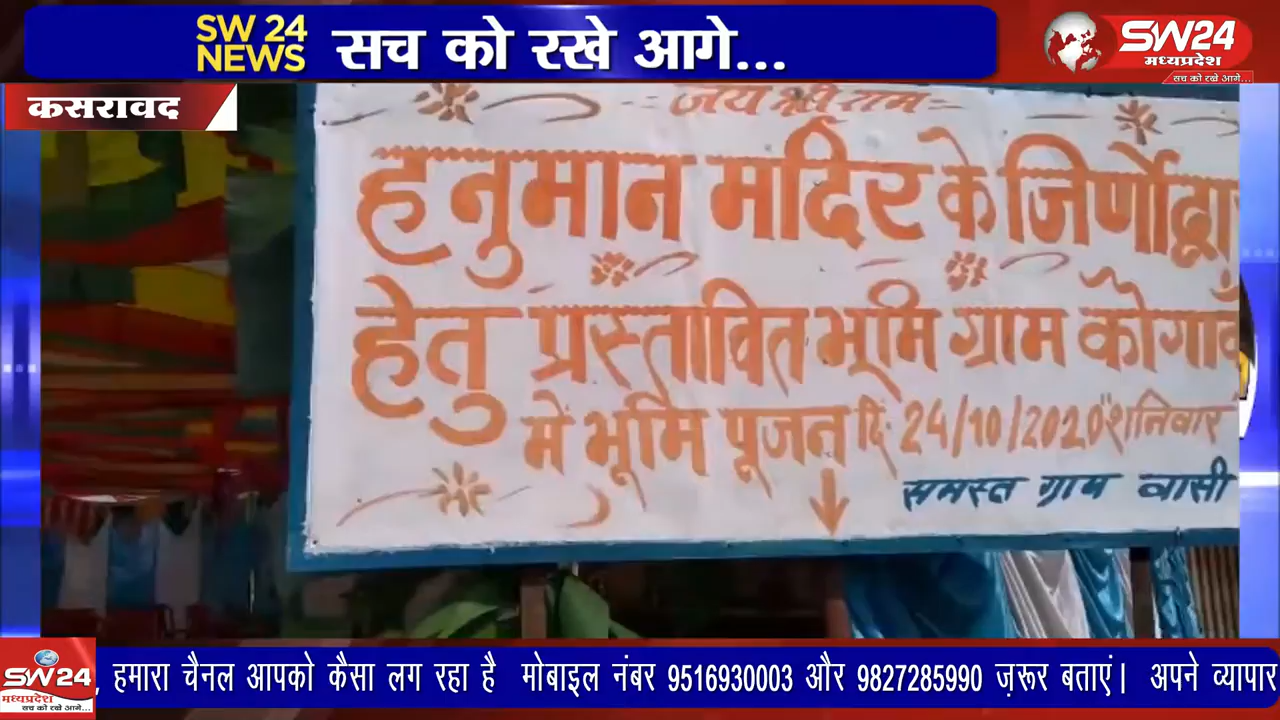 SW 24 NEWS सच को रखे आगे...
SW24
मध्यप्रदेश
सच को रखे आगे...
कसरावद
जय श्री राम
हनुमान मदिर के जिर्णोद्धार
हेतु प्रस्तावित भूमि ग्राम कोगावँ
में भूमि पूजन दि. 24/10/2020 शनिवार
समस्त ग्राम वासी
SW24
मध्यप्रदेश
सच को रखे आगे...
, हमारा चैनल आपको कैसा लग रहा है मोबाइल नंबर 9516930003 और 9827285990 ज़रूर बताएं| अपने व्यापार